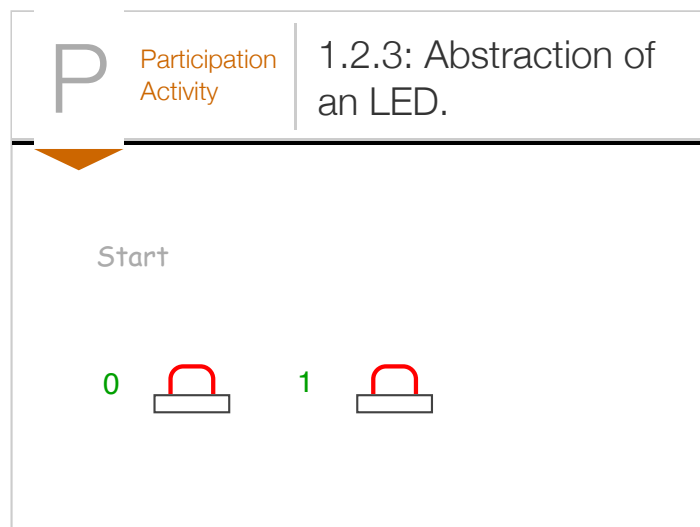 P
Participation
Activity
1.2.3: Abstraction of
an LED.
Start
0 1